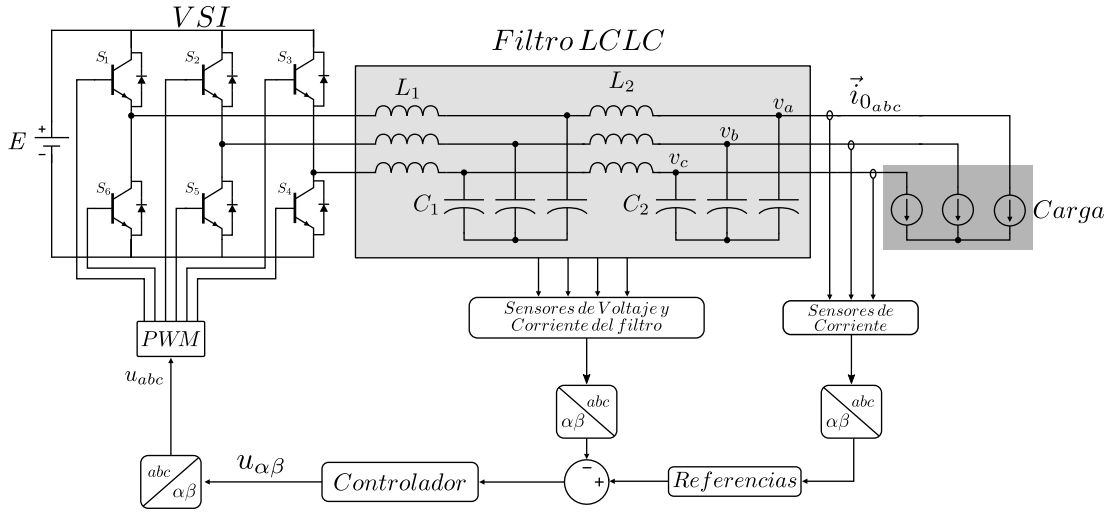 VSI
Filtro LCLC
S1
S2
S3
L1
L2
va
i⃗0abc
vb
E
+
-
vc
S6
S5
S4
C1
C2
Carga
Sensores de Voltaje y
Corriente del filtro
Sensores de
Corriente
PWM
uabc
abc
αβ
abc
αβ
abc
αβ
uαβ
Controlador
−
+
Referencias